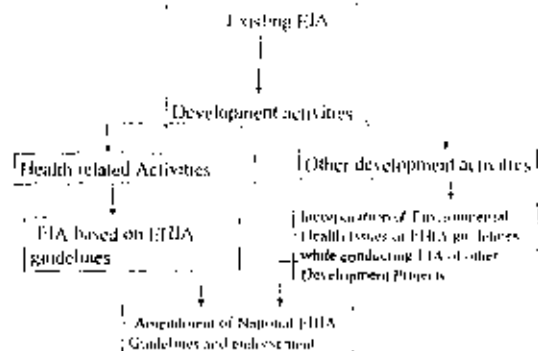 Existing EIA
Development activities
Health related Activities
Other development activities
EIA based on EHIA
guidelines
Incorporation of Environmental
Health Issues of EHIA guidelines
while conducting EIA of other
Development Projects
Amendment of National EHIA
Guidelines and endorsement